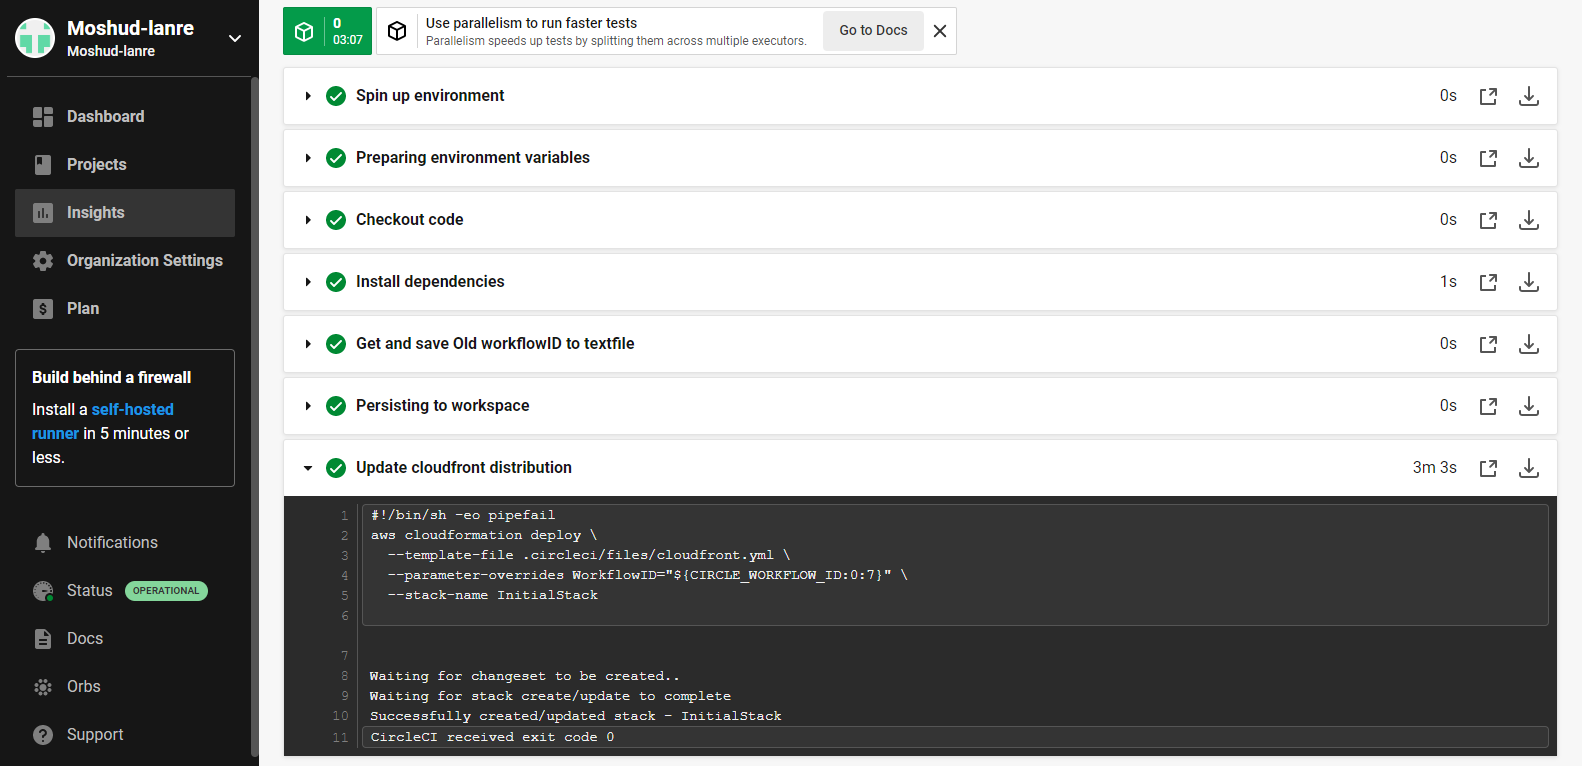 Moshud-lanre
Moshud-lanre
Dashboard
Projects
Insights
Organization Settings
Plan
Build behind a firewall
Install a self-hosted
runner in 5 minutes or
less.
Notifications
Status OPERATIONAL
Docs
Orbs
Support
0
03:07
Use parallelism to run faster tests
Parallelism speeds up tests by splitting them across multiple executors.
Go to Docs
Spin up environment 0s
Preparing environment variables 0s
Checkout code 0s
Install dependencies 1s
Get and save Old workflowID to textfile 0s
Persisting to workspace 0s
Update cloudfront distribution 3m 3s
1 #!/bin/sh -eo pipefail
2 aws cloudformation deploy \
3 --template-file .circleci/files/cloudfront.yml \
4 --parameter-overrides WorkflowID="${CIRCLE_WORKFLOW_ID:0:7}" \
5 --stack-name InitialStack
6
7
8 Waiting for changeset to be created..
9 Waiting for stack create/update to complete
10 Successfully created/updated stack - InitialStack
11 CircleCI received exit code 0